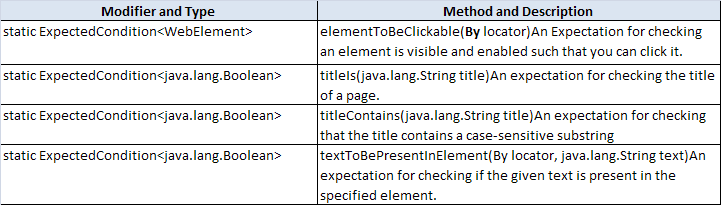 Modifier and Type
Method and Description
static ExpectedCondition<WebElement>
elementToBeClickable(By locator)An Expectation for checking
an element is visible and enabled such that you can click it.
static ExpectedCondition<java.lang.Boolean>
titleIs(java.lang.String title)An expectation for checking the title
of a page.
static ExpectedCondition<java.lang.Boolean>
titleContains(java.lang.String title)An expectation for checking
that the title contains a case-sensitive substring
static ExpectedCondition<java.lang.Boolean>
textToBePresentInElement(By locator, java.lang.String text)An
expectation for checking if the given text is present in the
specified element.